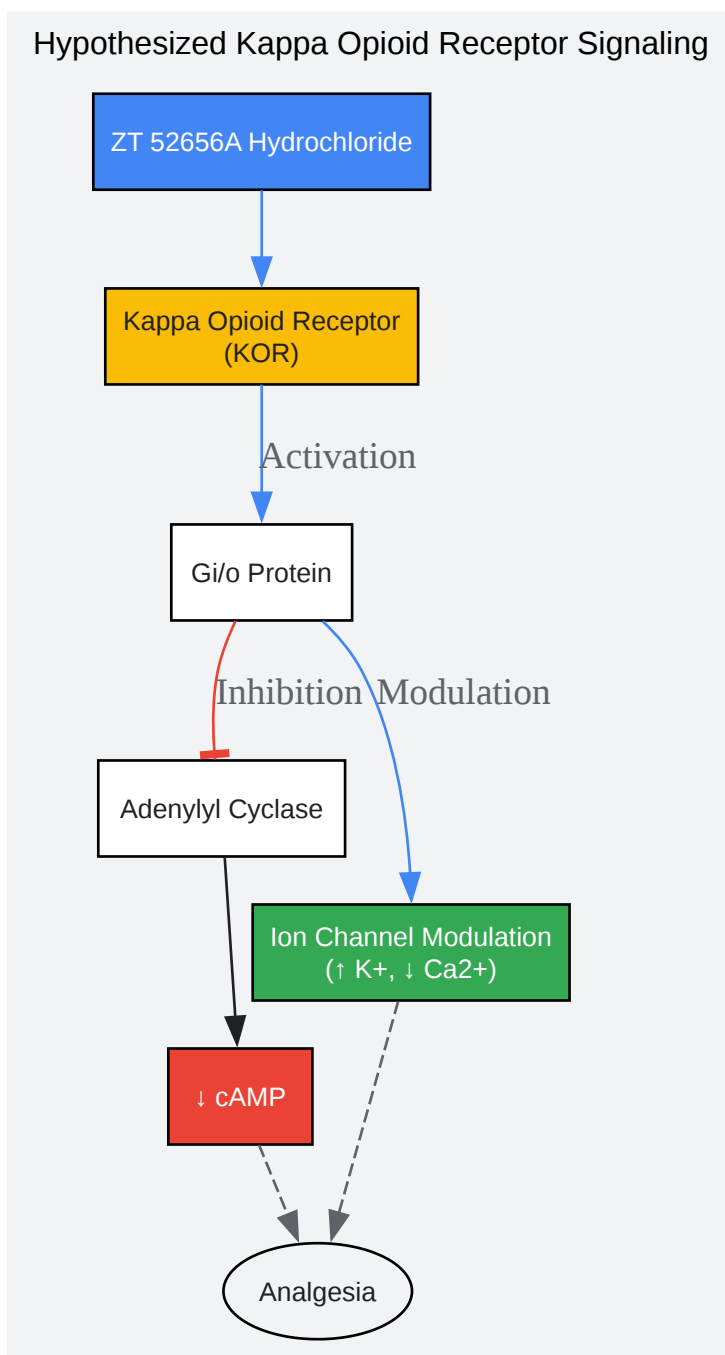 Hypothesized Kappa Opioid Receptor Signaling
ZT 52656A Hydrochloride
Kappa Opioid Receptor
(KOR)
Activation
Gi/o Protein
Inhibition
Modulation
Adenylyl Cyclase
Ion Channel Modulation
(↑ K+, ↓ Ca2+)
↓ cAMP
Analgesia